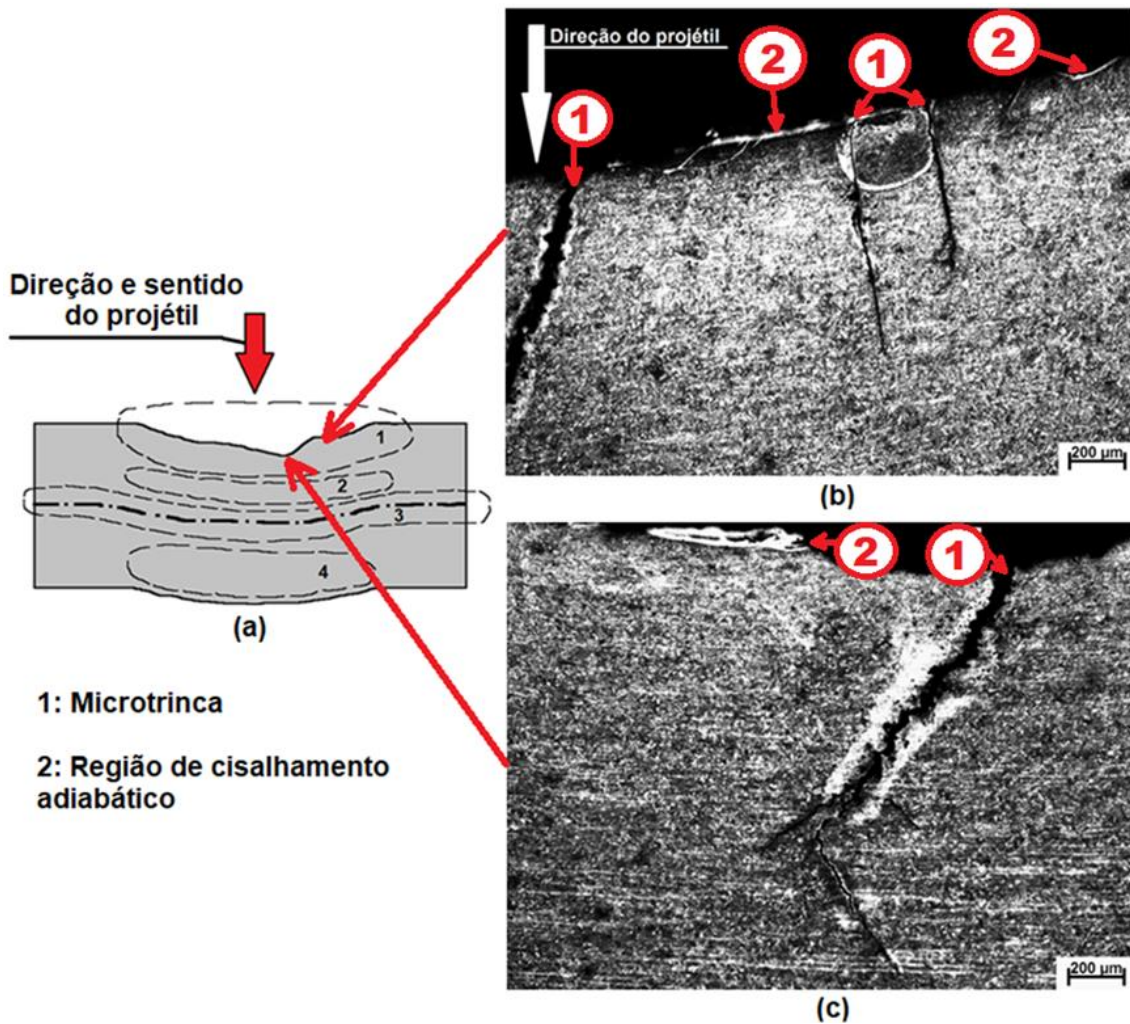 Direção do projétil
2
1
2
1
200 µm
(b)
Direção e sentido
do projétil
1
2
3
4
(a)
1: Microtrinca
2: Região de cisalhamento
adiabático
2
1
200 µm
(c)